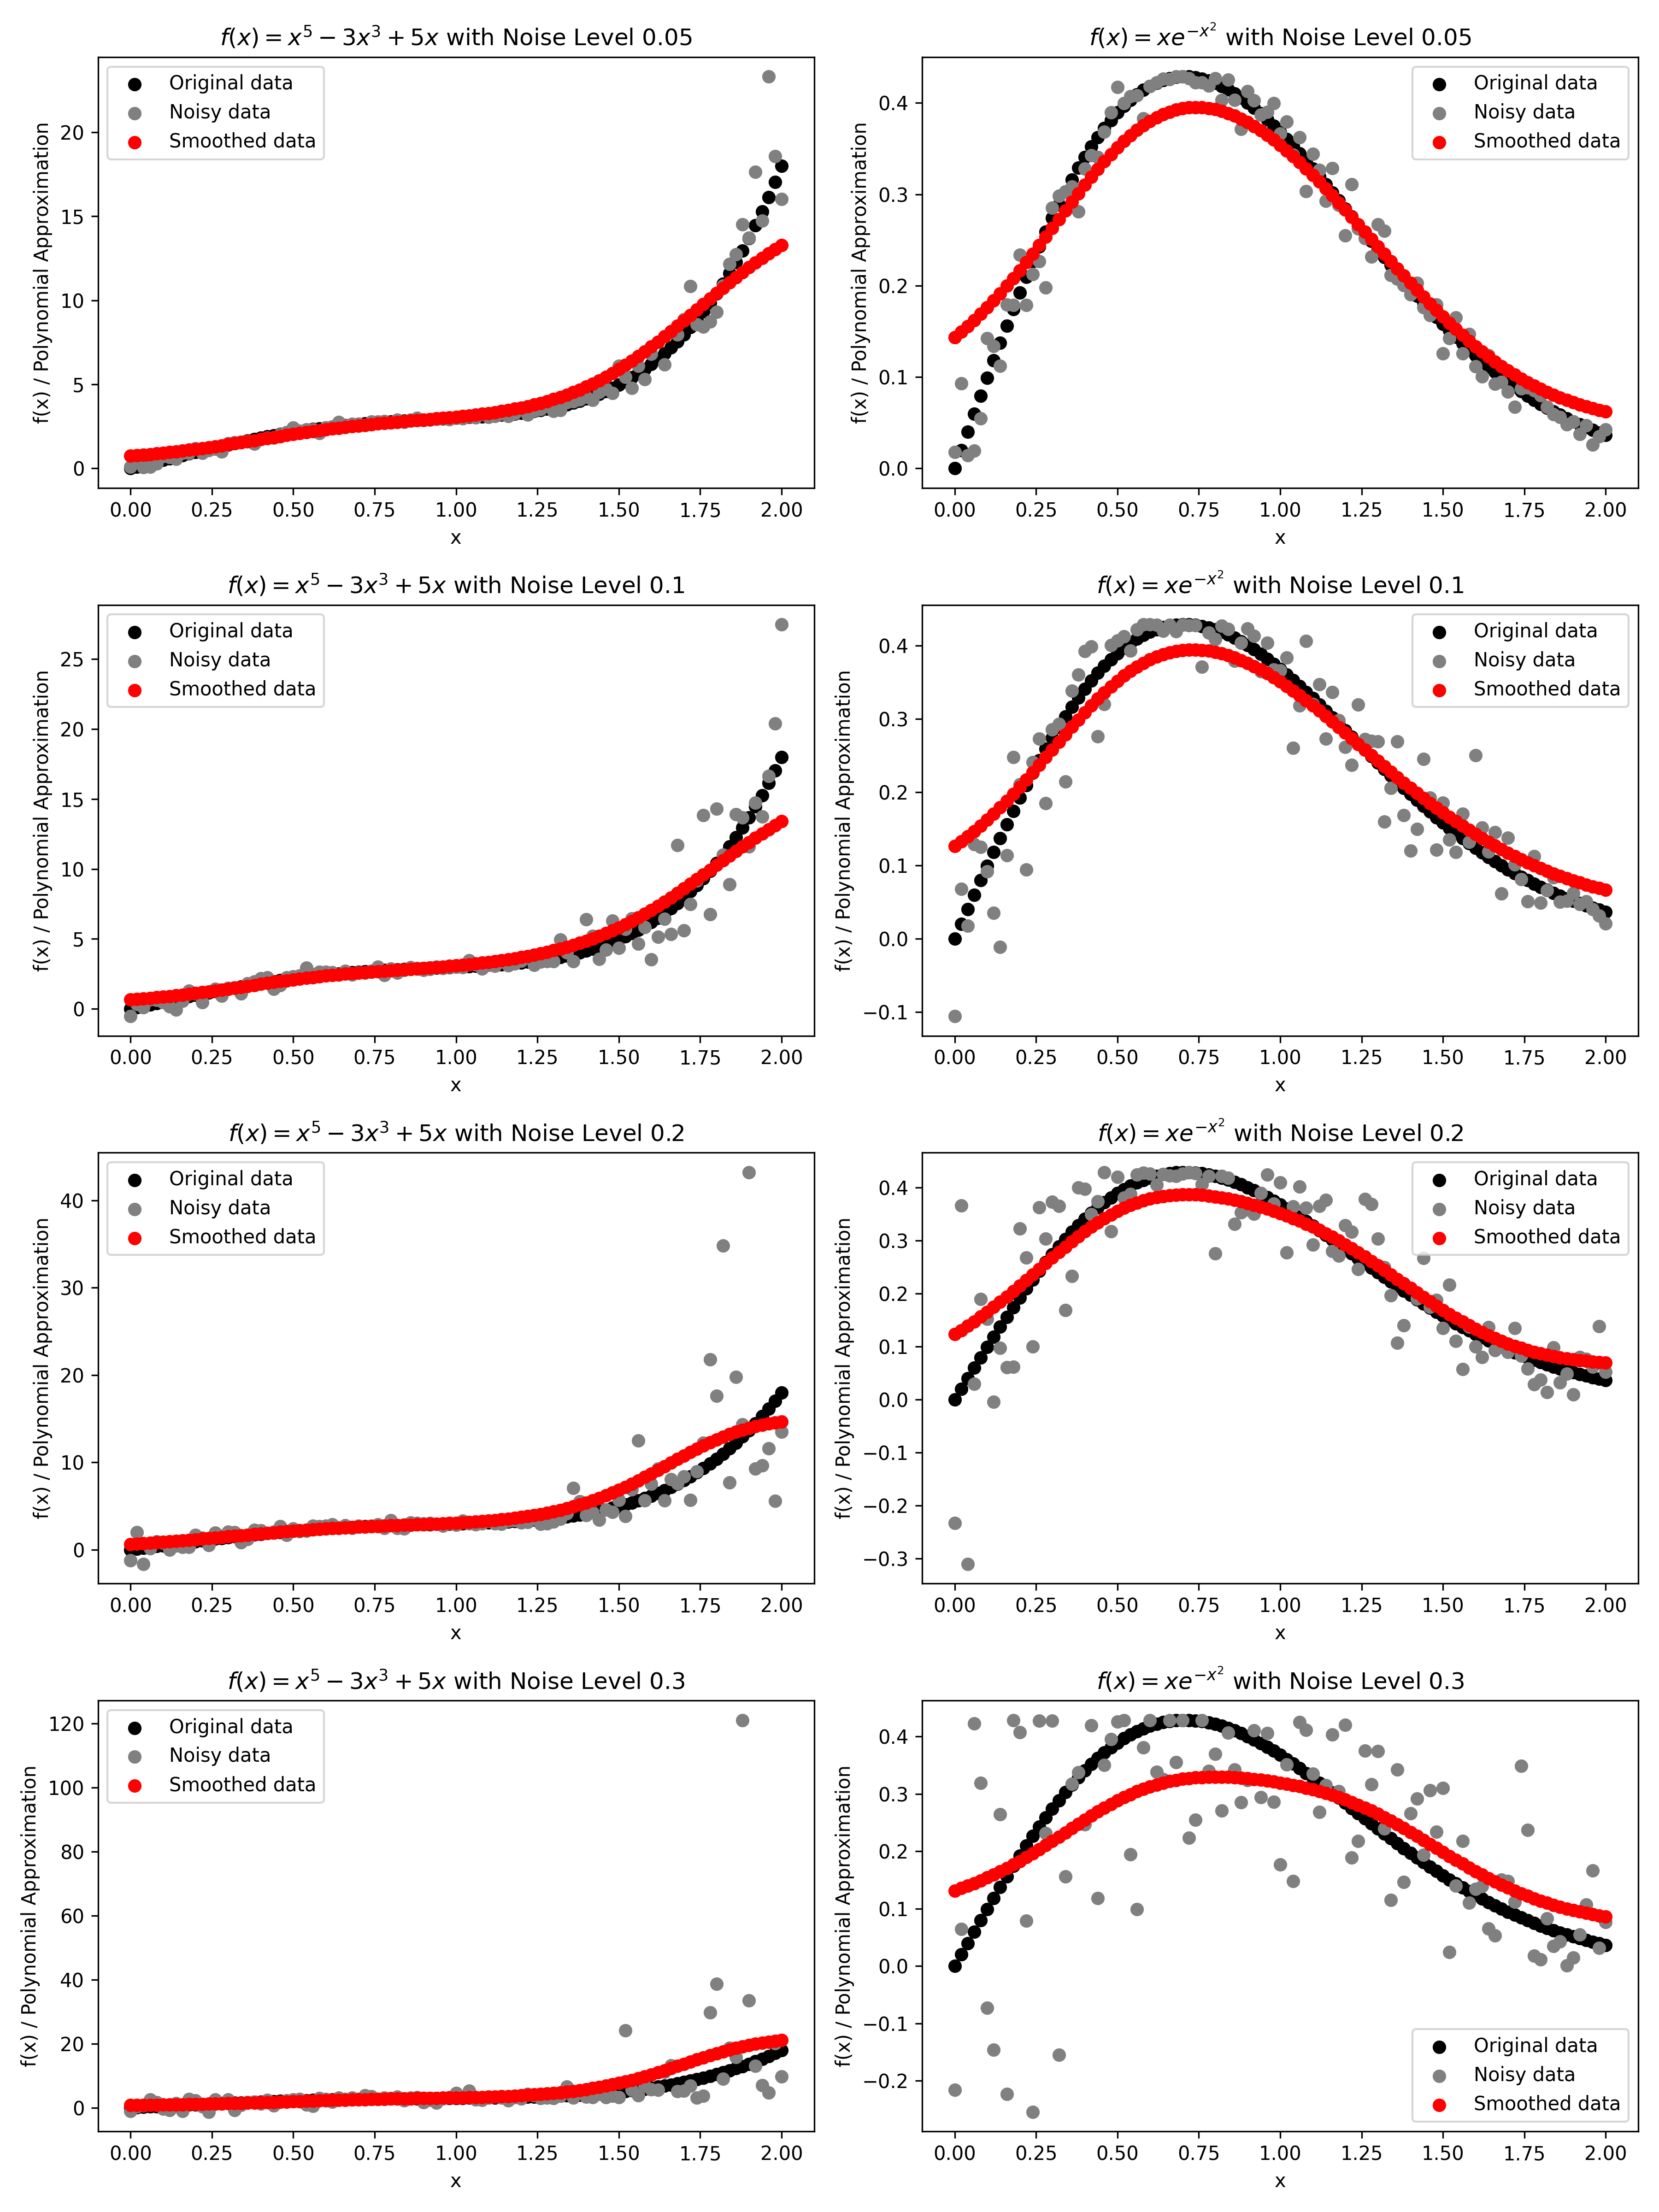 f(x) = x⁵ − 3x³ + 5x with Noise Level 0.05
Original data
Noisy data
Smoothed data
f(x) / Polynomial Approximation
20
15
10
5
0
0.00 0.25 0.50 0.75 1.00 1.25 1.50 1.75 2.00
x
f(x) = xe^{−x²} with Noise Level 0.05
Original data
Noisy data
Smoothed data
f(x) / Polynomial Approximation
0.4
0.3
0.2
0.1
0.0
0.00 0.25 0.50 0.75 1.00 1.25 1.50 1.75 2.00
x
f(x) = x⁵ − 3x³ + 5x with Noise Level 0.1
Original data
Noisy data
Smoothed data
f(x) / Polynomial Approximation
25
20
15
10
5
0
0.00 0.25 0.50 0.75 1.00 1.25 1.50 1.75 2.00
x
f(x) = xe^{−x²} with Noise Level 0.1
Original data
Noisy data
Smoothed data
f(x) / Polynomial Approximation
0.4
0.3
0.2
0.1
0.0
−0.1
0.00 0.25 0.50 0.75 1.00 1.25 1.50 1.75 2.00
x
f(x) = x⁵ − 3x³ + 5x with Noise Level 0.2
Original data
Noisy data
Smoothed data
f(x) / Polynomial Approximation
40
30
20
10
0
0.00 0.25 0.50 0.75 1.00 1.25 1.50 1.75 2.00
x
f(x) = xe^{−x²} with Noise Level 0.2
Original data
Noisy data
Smoothed data
f(x) / Polynomial Approximation
0.4
0.3
0.2
0.1
0.0
−0.1
−0.2
−0.3
0.00 0.25 0.50 0.75 1.00 1.25 1.50 1.75 2.00
x
f(x) = x⁵ − 3x³ + 5x with Noise Level 0.3
Original data
Noisy data
Smoothed data
f(x) / Polynomial Approximation
120
100
80
60
40
20
0
0.00 0.25 0.50 0.75 1.00 1.25 1.50 1.75 2.00
x
f(x) = xe^{−x²} with Noise Level 0.3
f(x) / Polynomial Approximation
0.4
0.3
0.2
0.1
0.0
−0.1
−0.2
Original data
Noisy data
Smoothed data
0.00 0.25 0.50 0.75 1.00 1.25 1.50 1.75 2.00
x